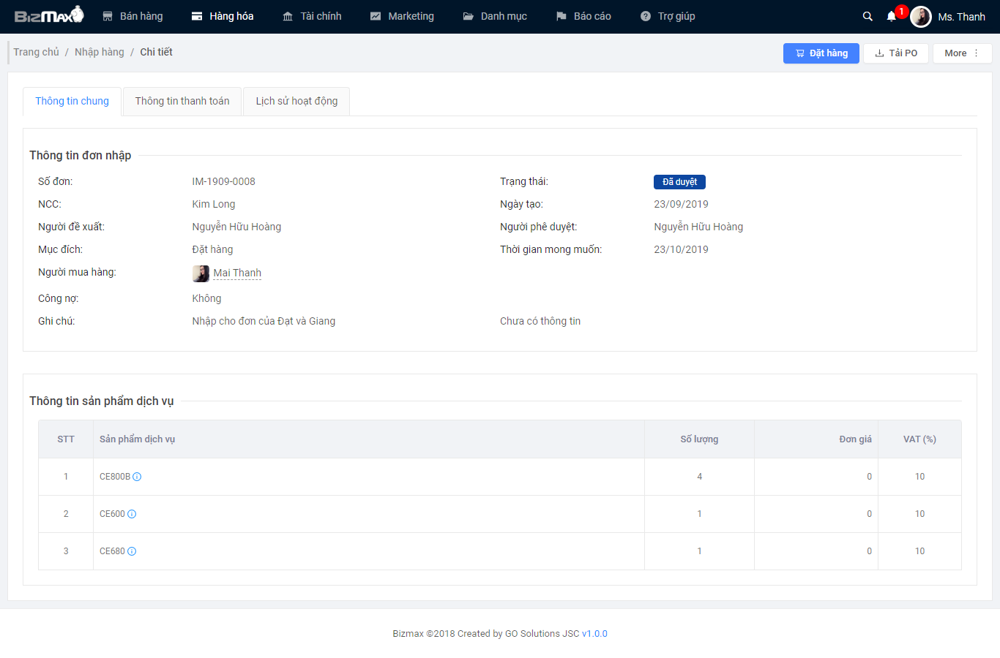 BizMAX Bán hàng Hàng hóa Tài chính Marketing Danh mục Báo cáo Trợ giúp 1 Ms. Thanh
Trang chủ / Nhập hàng / Chi tiết
Đặt hàng Tải PO More
Thông tin chung Thông tin thanh toán Lịch sử hoạt động
Thông tin đơn nhập
Số đơn: IM-1909-0008 Trạng thái: Đã duyệt
NCC: Kim Long Ngày tạo: 23/09/2019
Người đề xuất: Nguyễn Hữu Hoàng Người phê duyệt: Nguyễn Hữu Hoàng
Mục đích: Đặt hàng Thời gian mong muốn: 23/10/2019
Người mua hàng: Mai Thanh
Công nợ: Không
Ghi chú: Nhập cho đơn của Đạt và Giang Chưa có thông tin
Thông tin sản phẩm dịch vụ
STT Sản phẩm dịch vụ Số lượng Đơn giá VAT (%)
1 CE800B 4 0 10
2 CE600 1 0 10
3 CE680 1 0 10
Bizmax ©2018 Created by GO Solutions JSC v1.0.0